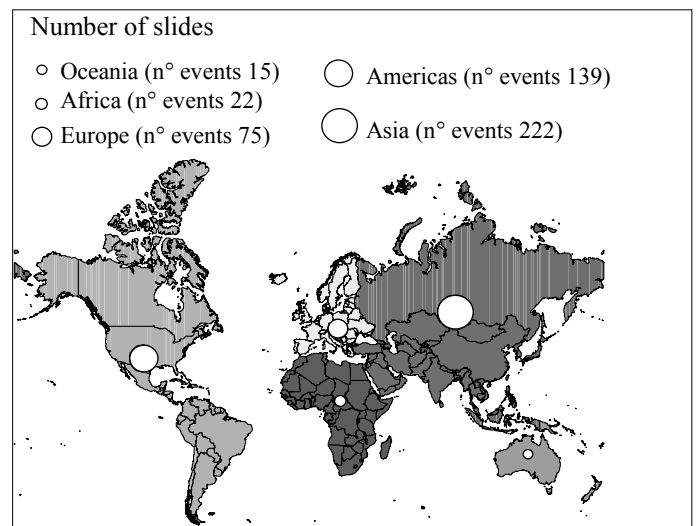 Number of slides
Oceania (n° events 15)
Africa (n° events 22)
Europe (n° events 75)
Americas (n° events 139)
Asia (n° events 222)